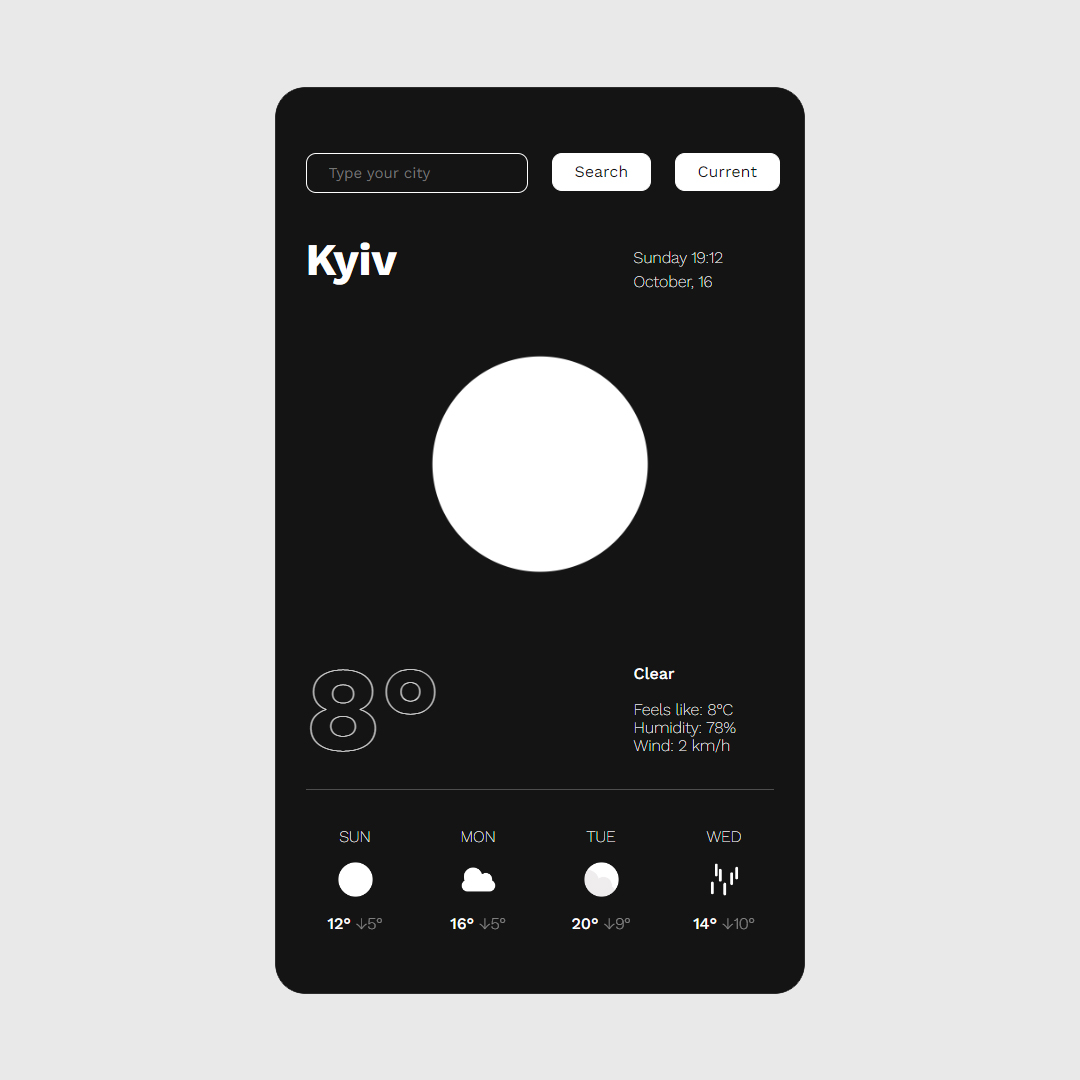 Type your city Search Current
Kyiv
Sunday 19:12
October, 16
8°
Clear
Feels like: 8°C
Humidity: 78%
Wind: 2 km/h
SUN MON TUE WED
12° ↓5° 16° ↓5° 20° ↓9° 14° ↓10°